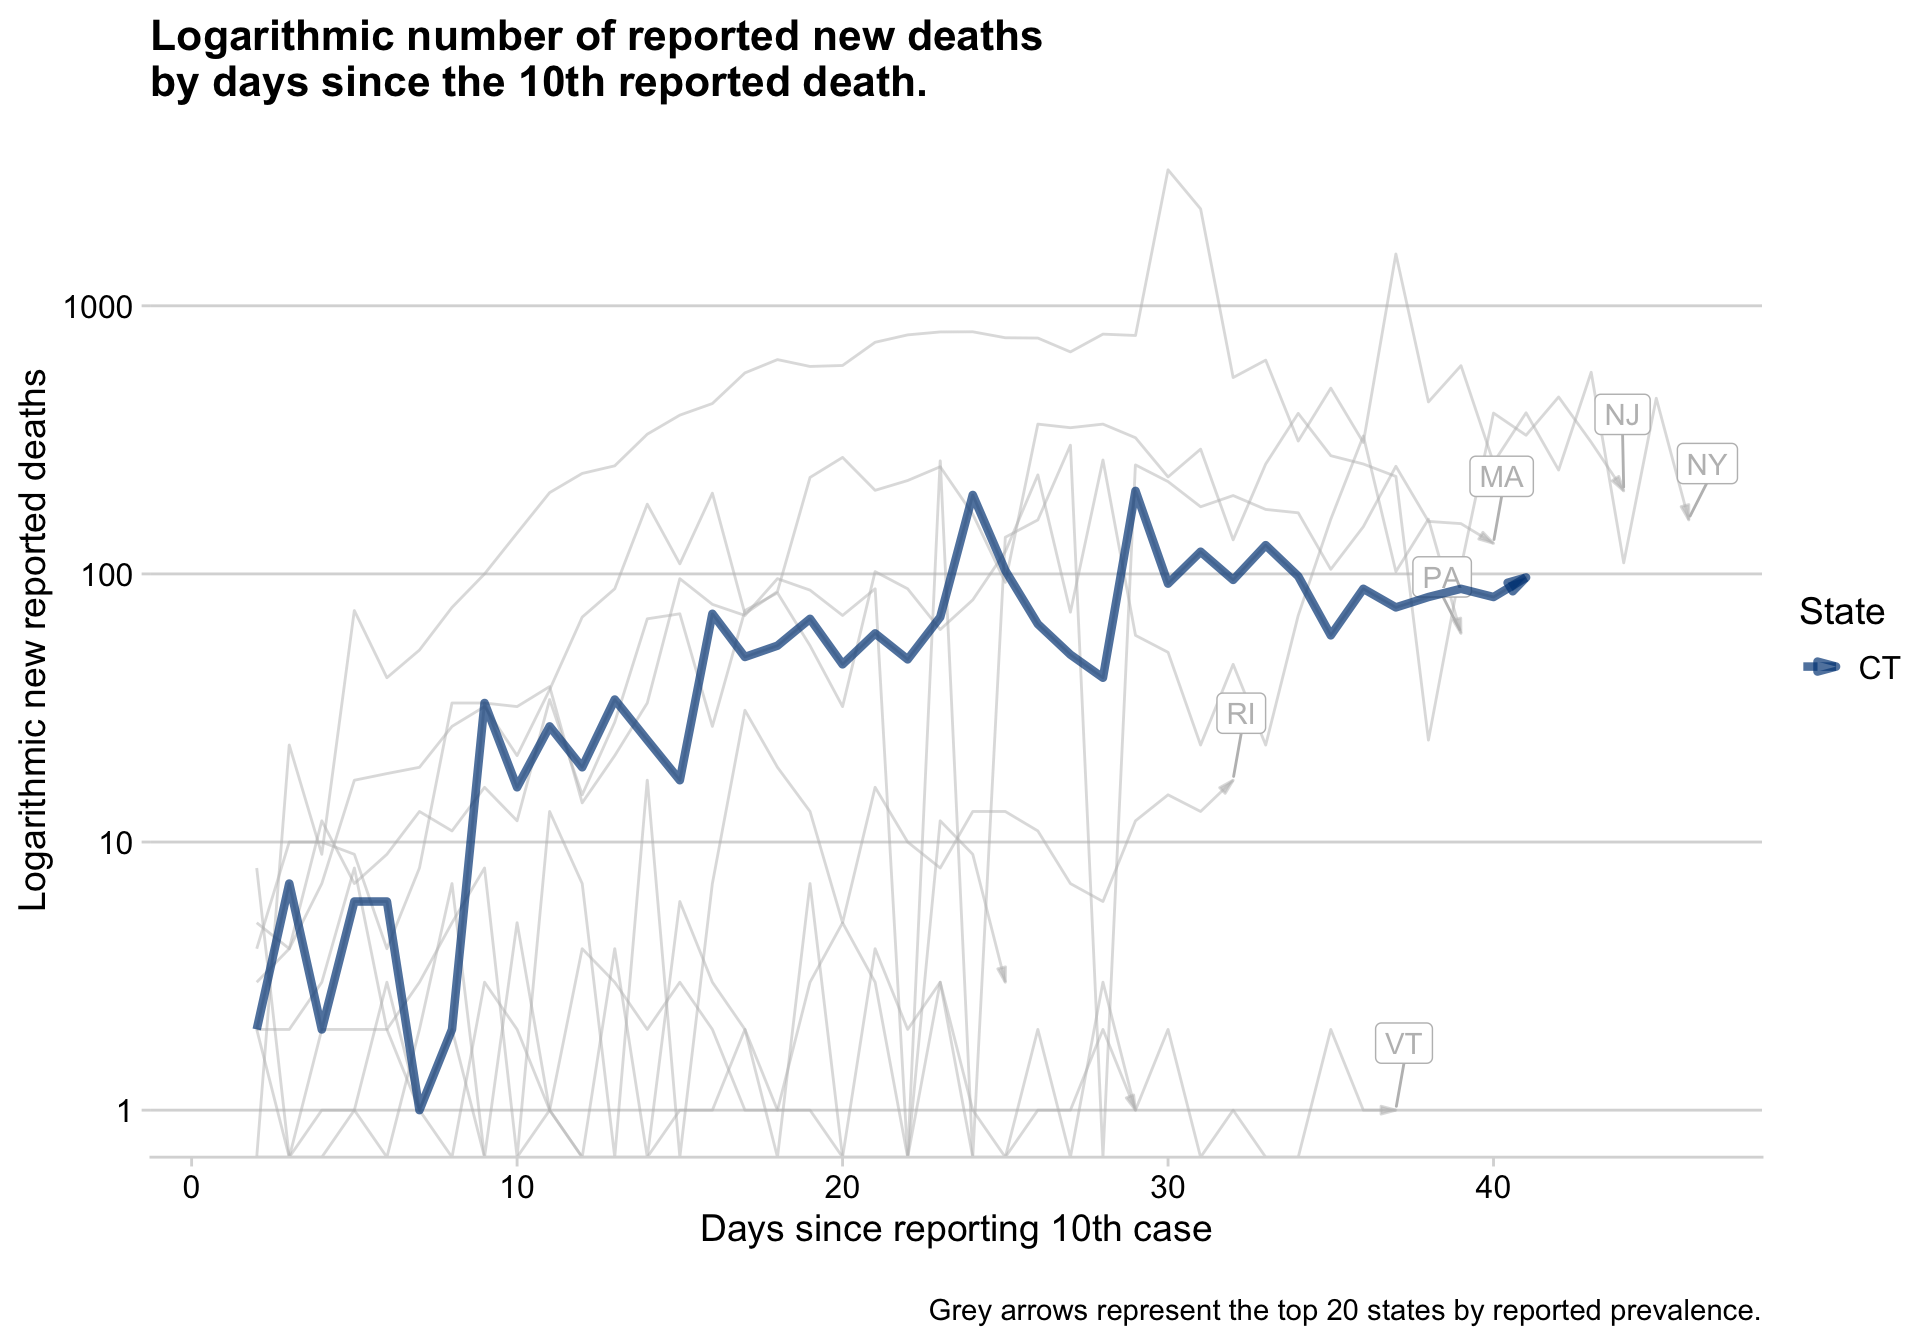 Logarithmic number of reported new deaths
by days since the 10th reported death.
Logarithmic new reported deaths
1000
100
10
1
NJ
NY
MA
PA
RI
VT
State
CT
0 10 20 30 40
Days since reporting 10th case
Grey arrows represent the top 20 states by reported prevalence.